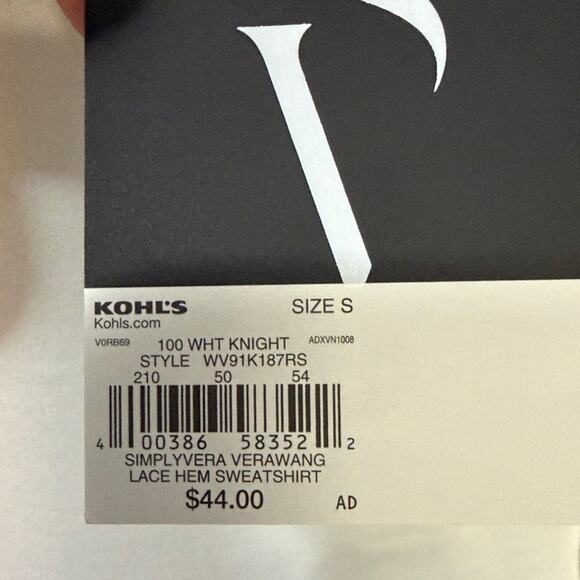 KOHL'S SIZE S
Kohls.com
V0RB69 100 WHT KNIGHT ADXVN1008
STYLE WV91K187RS
210 50 54
4 00386 58352 2
SIMPLYVERA VERAWANG
LACE HEM SWEATSHIRT
$44.00 AD